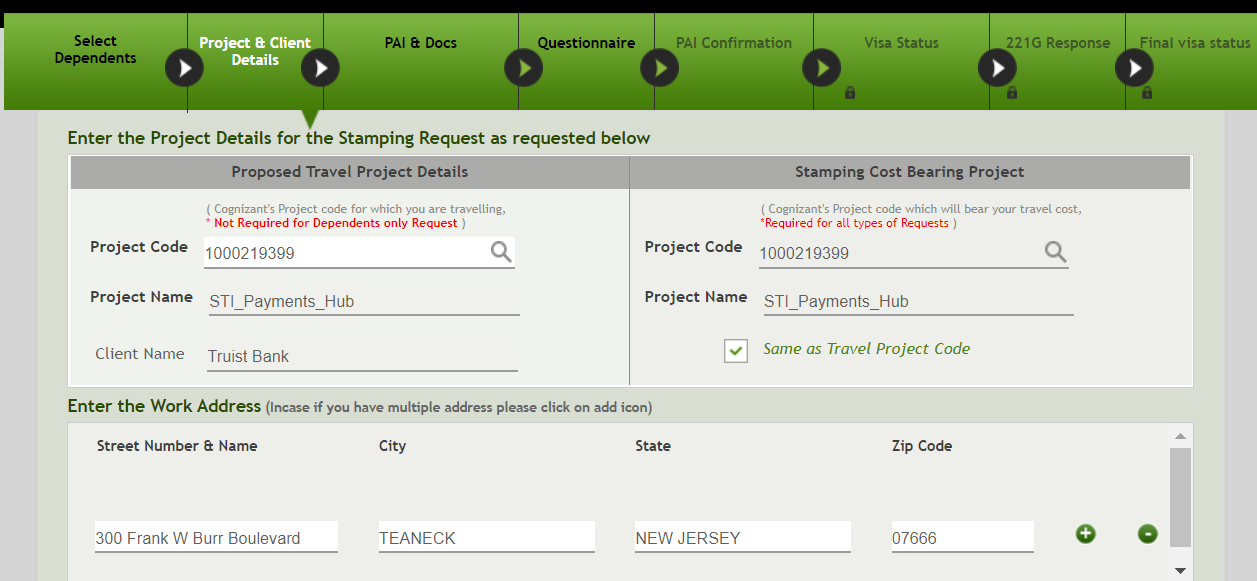 Select
Dependents
Project & Client
Details
PAI & Docs
Questionnaire
PAI Confirmation
Visa Status
221G Response
Final visa status
Enter the Project Details for the Stamping Request as requested below
Proposed Travel Project Details
Stamping Cost Bearing Project
( Cognizant's Project code for which you are travelling,
* Not Required for Dependents only Request )
( Cognizant's Project code which will bear your travel cost,
*Required for all types of Requests )
Project Code
1000219399
Project Code
1000219399
Project Name
STI_Payments_Hub
Project Name
STI_Payments_Hub
Client Name
Truist Bank
Same as Travel Project Code
Enter the Work Address (Incase if you have multiple address please click on add icon)
Street Number & Name
City
State
Zip Code
300 Frank W Burr Boulevard
TEANECK
NEW JERSEY
07666